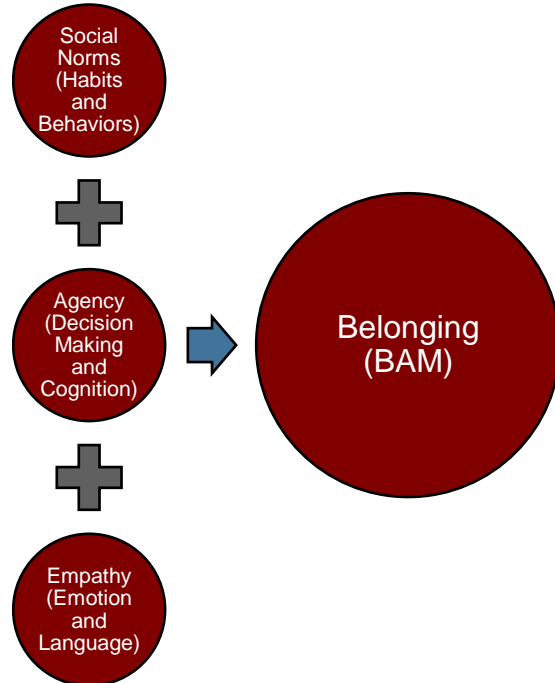 Social
Norms
(Habits
and
Behaviors)
Agency
(Decision
Making
and
Cognition)
Belonging
(BAM)
Empathy
(Emotion
and
Language)